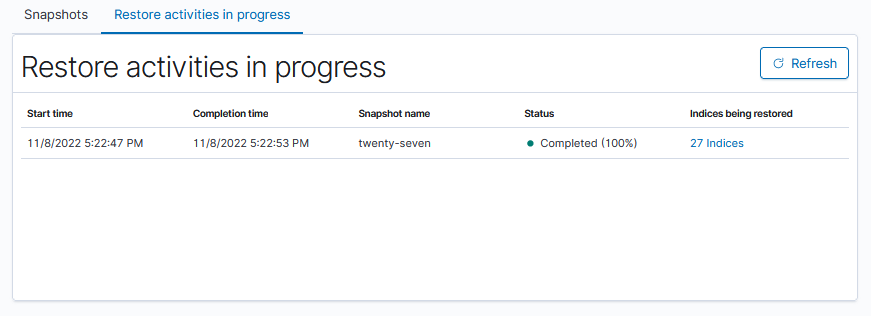 Snapshots Restore activities in progress
Restore activities in progress
Refresh
Start time Completion time Snapshot name Status Indices being restored
11/8/2022 5:22:47 PM 11/8/2022 5:22:53 PM twenty-seven Completed (100%) 27 Indices